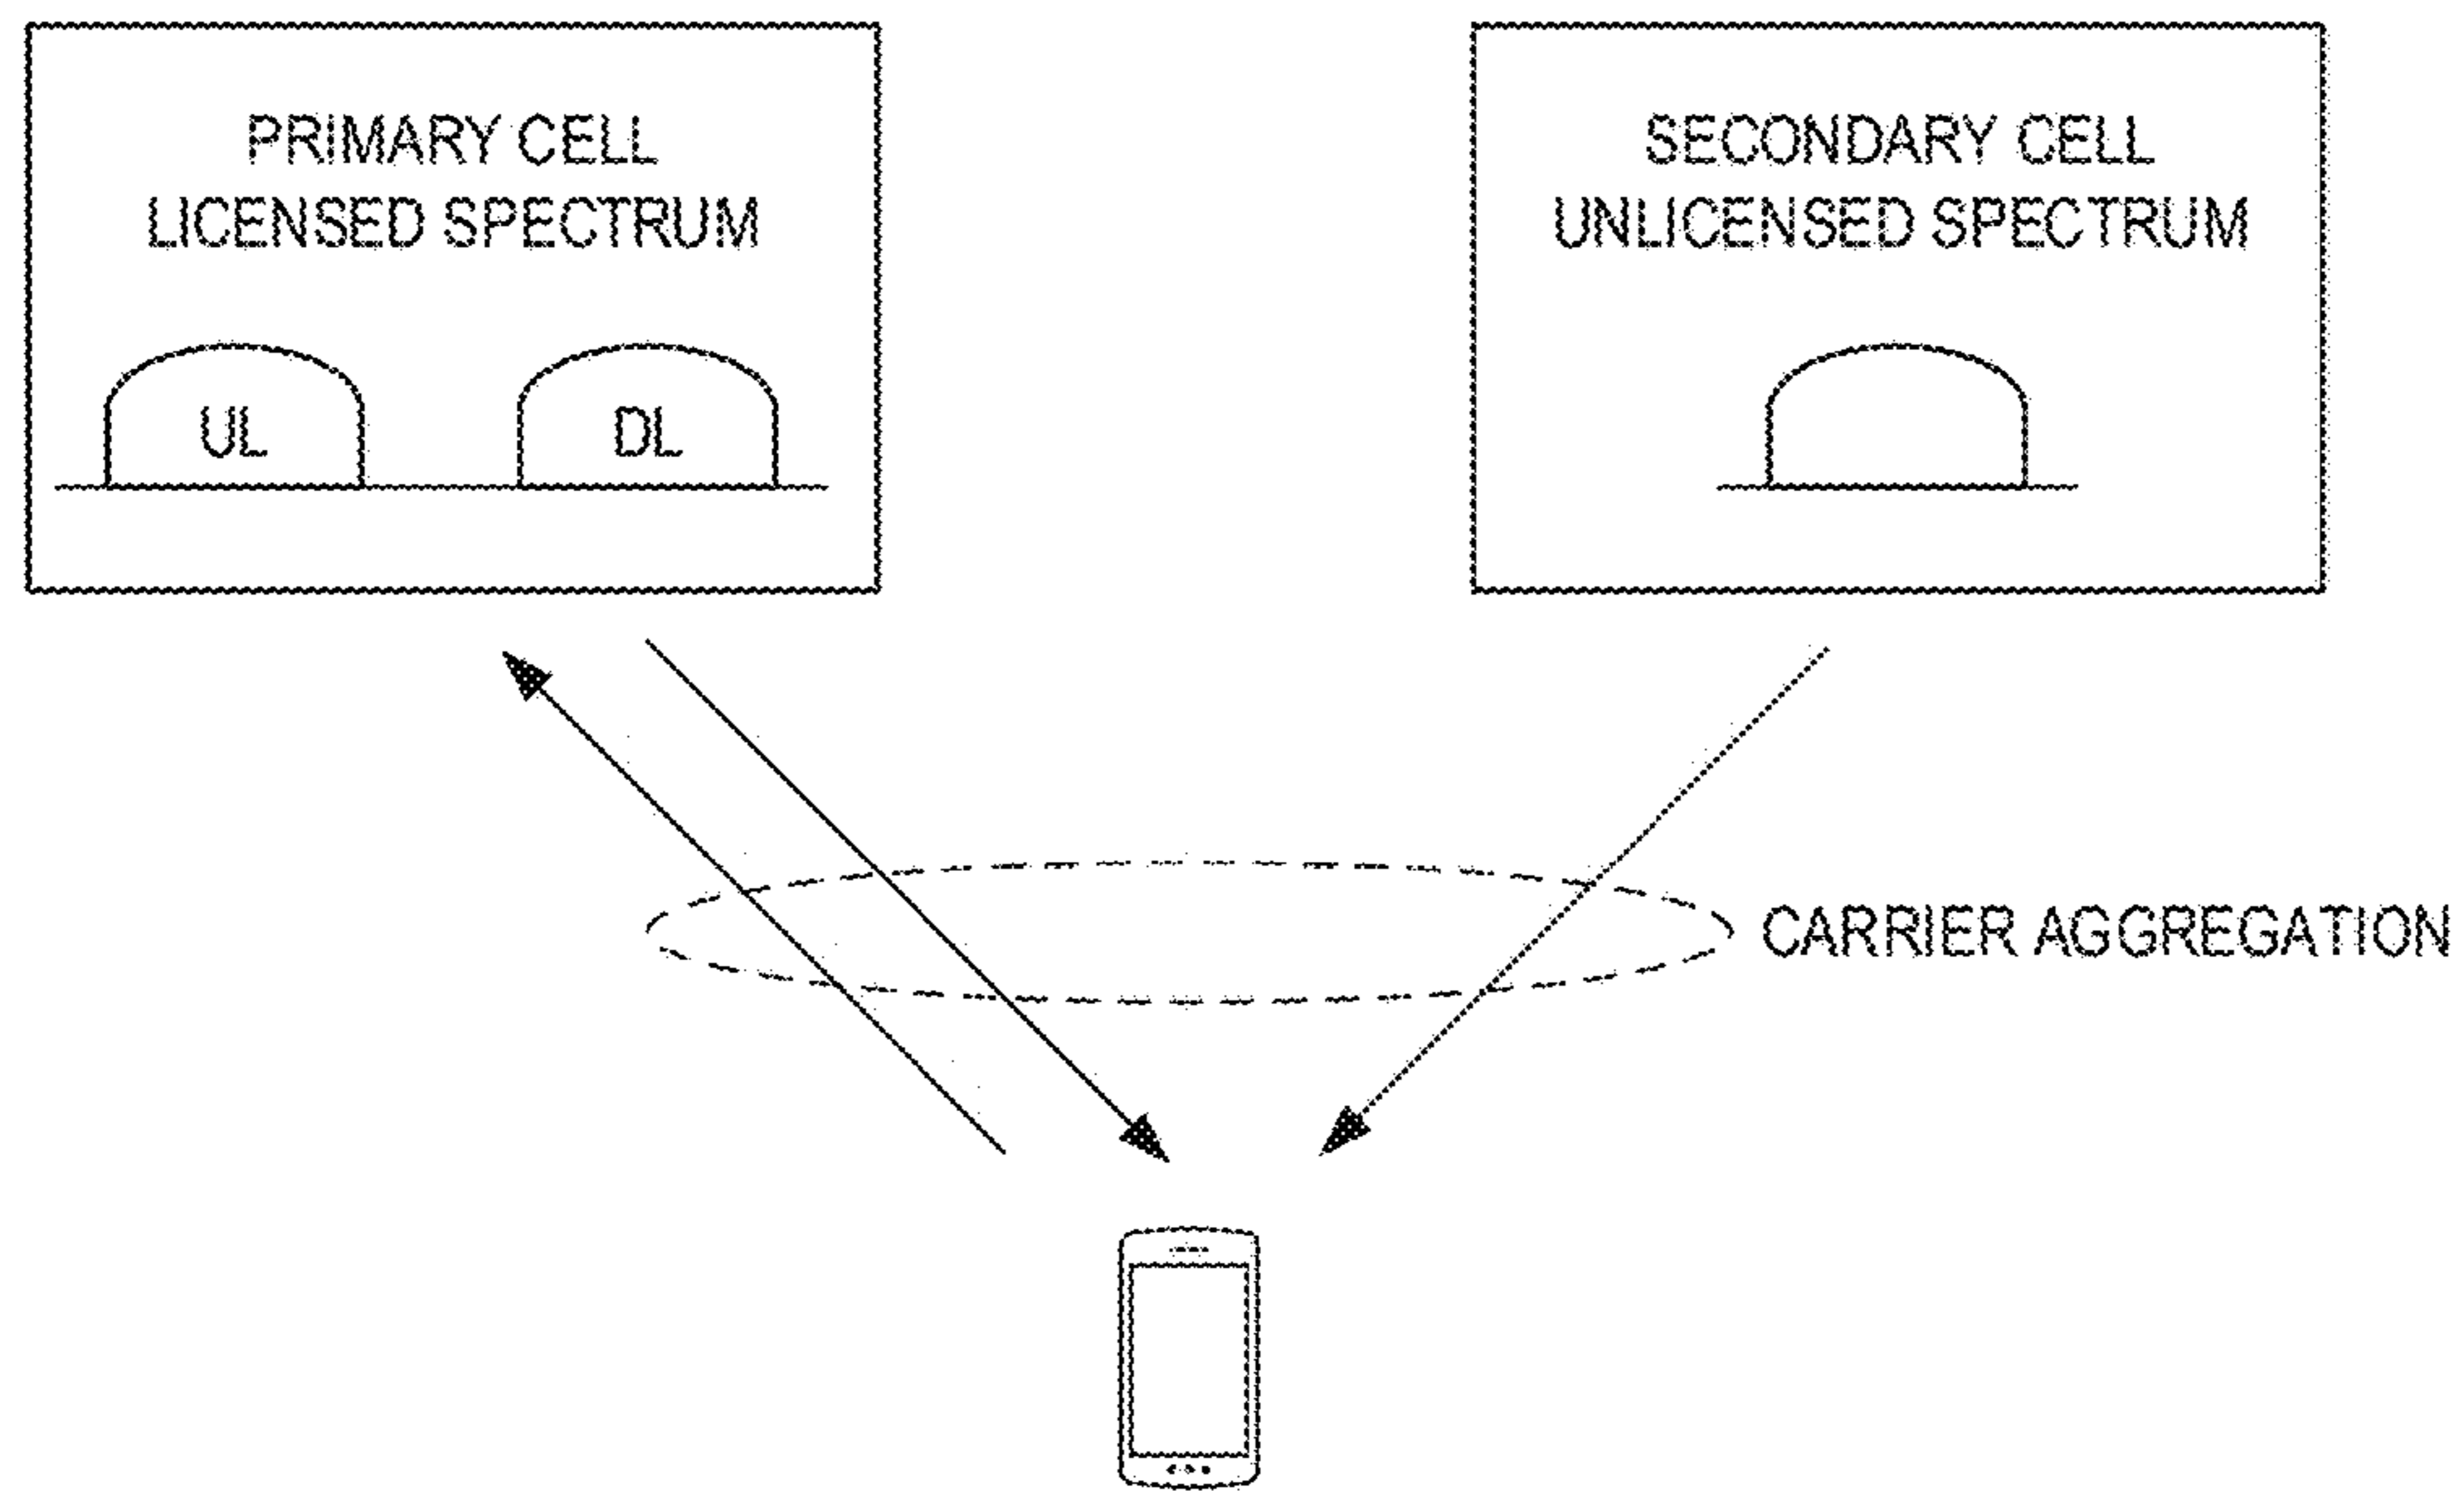 PRIMARY CELL
LICENSED SPECTRUM
UL
DL
SECONDARY CELL
UNLICENSED SPECTRUM
CARRIER AGGREGATION